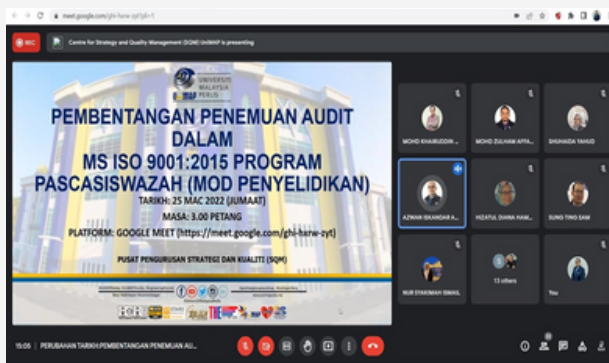 meet.google.com/ghi-harw-zyt?pli=1
REC
Centre for Strategy and Quality Management (SQM) UniMAP is presenting
UNIVERSITI
MALAYSIA
PERLIS
PEMBENTANGAN PENEMUAN AUDIT
DALAM
MS ISO 9001:2015 PROGRAM
PASCASISWAZAH (MOD PENYELIDIKAN)
TARIKH: 25 MAC 2022 (JUMAAT)
MASA: 3.00 PETANG
PLATFORM: GOOGLE MEET (https://meet.google.com/ghi-harw-zyt)
PUSAT PENGURUSAN STRATEGI DAN KUALITI (SQM)
MOHD KHAIRUDDIN ...
MOHD ZULHAM AFFA...
SHUHAIDA YAHUD
AZWAN ISKANDAR A...
HIZATUL DIANA HAM...
SUNG TING SAM
NUR SYAKIMAH ISMAIL
13 others
You
15:05 | PERUBAHAN TARIKH:PEMBENTANGAN PENEMUAN AU...